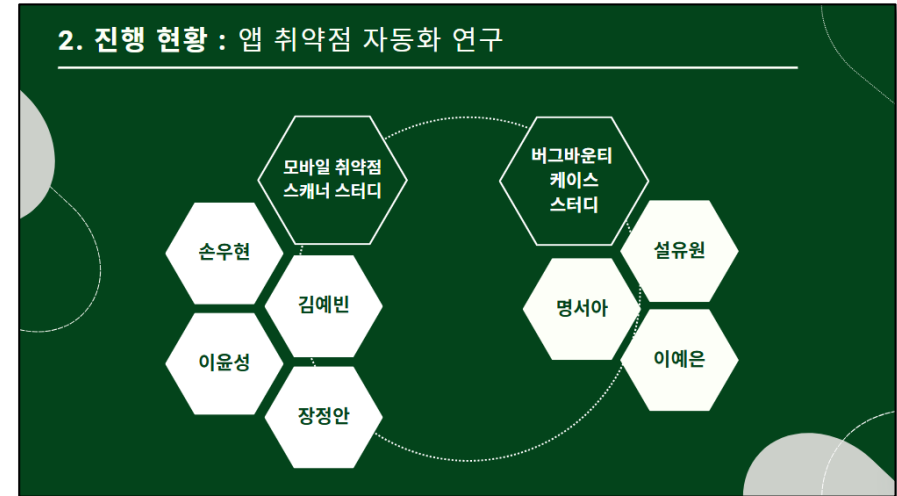 2. 진행 현황 : 앱 취약점 자동화 연구
모바일 취약점
스캐너 스터디
손우현
김예빈
이윤성
장정안
버그바운티
케이스
스터디
설유원
명서아
이예은